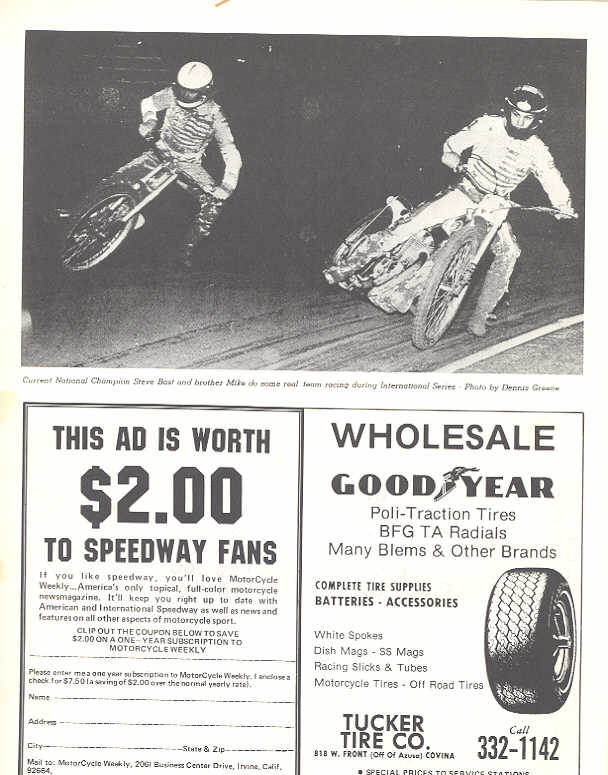 Current National Champion Steve Bast and brother Mike do some real team racing during International Series - Photo by Dennis Greene
THIS AD IS WORTH
$2.00
TO SPEEDWAY FANS
If you like speedway, you'll love MotorCycle
Weekly...America's only topical, full-color motorcycle
newsmagazine. It'll keep you right up to date with
American and International Speedway as well as news and
features on all other aspects of motorcycle sport.
CLIP OUT THE COUPON BELOW TO SAVE
$2.00 ON A ONE-YEAR SUBSCRIPTION TO
MOTORCYCLE WEEKLY
Please enter me a one year subscription to MotorCycle Weekly. I enclose a
check for $7.50 (a saving of $2.00 over the normal yearly rate).
Name
Address
City State & Zip
Mail to: MotorCycle Weekly, 2061 Business Center Drive, Irvine, Calif.
92664.
WHOLESALE
GOODYEAR
Poli-Traction Tires
BFG TA Radials
Many Blems & Other Brands
COMPLETE TIRE SUPPLIES
BATTERIES - ACCESSORIES
White Spokes
Dish Mags - SS Mags
Racing Slicks & Tubes
Motorcycle Tires - Off Road Tires
TUCKER
TIRE CO.
818 W. FRONT (Off Of Azusa) COVINA
Call
332-1142
• SPECIAL PRICES TO SERVICE STATIONS